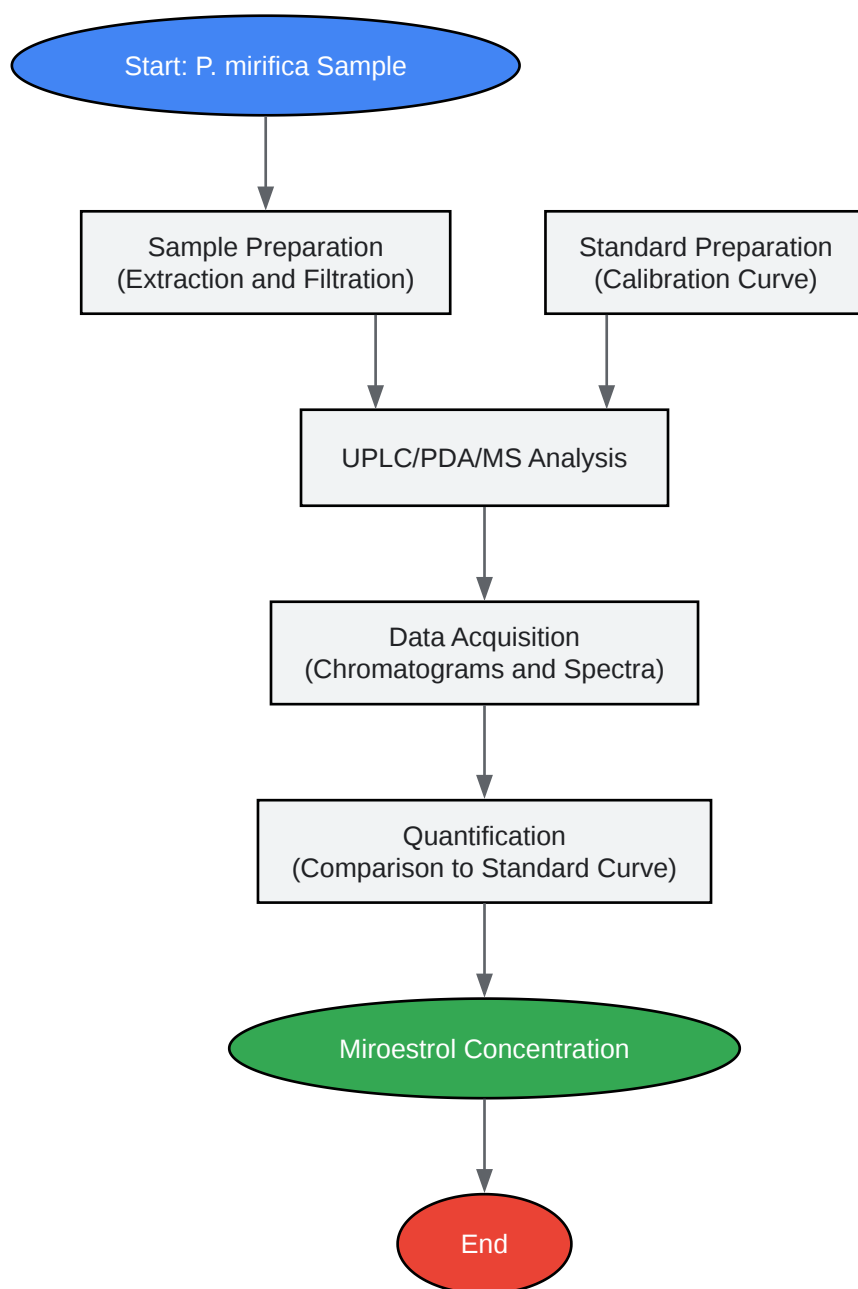 Start: P. mirifica Sample
Sample Preparation
(Extraction and Filtration)
Standard Preparation
(Calibration Curve)
UPLC/PDA/MS Analysis
Data Acquisition
(Chromatograms and Spectra)
Quantification
(Comparison to Standard Curve)
Miroestrol Concentration
End